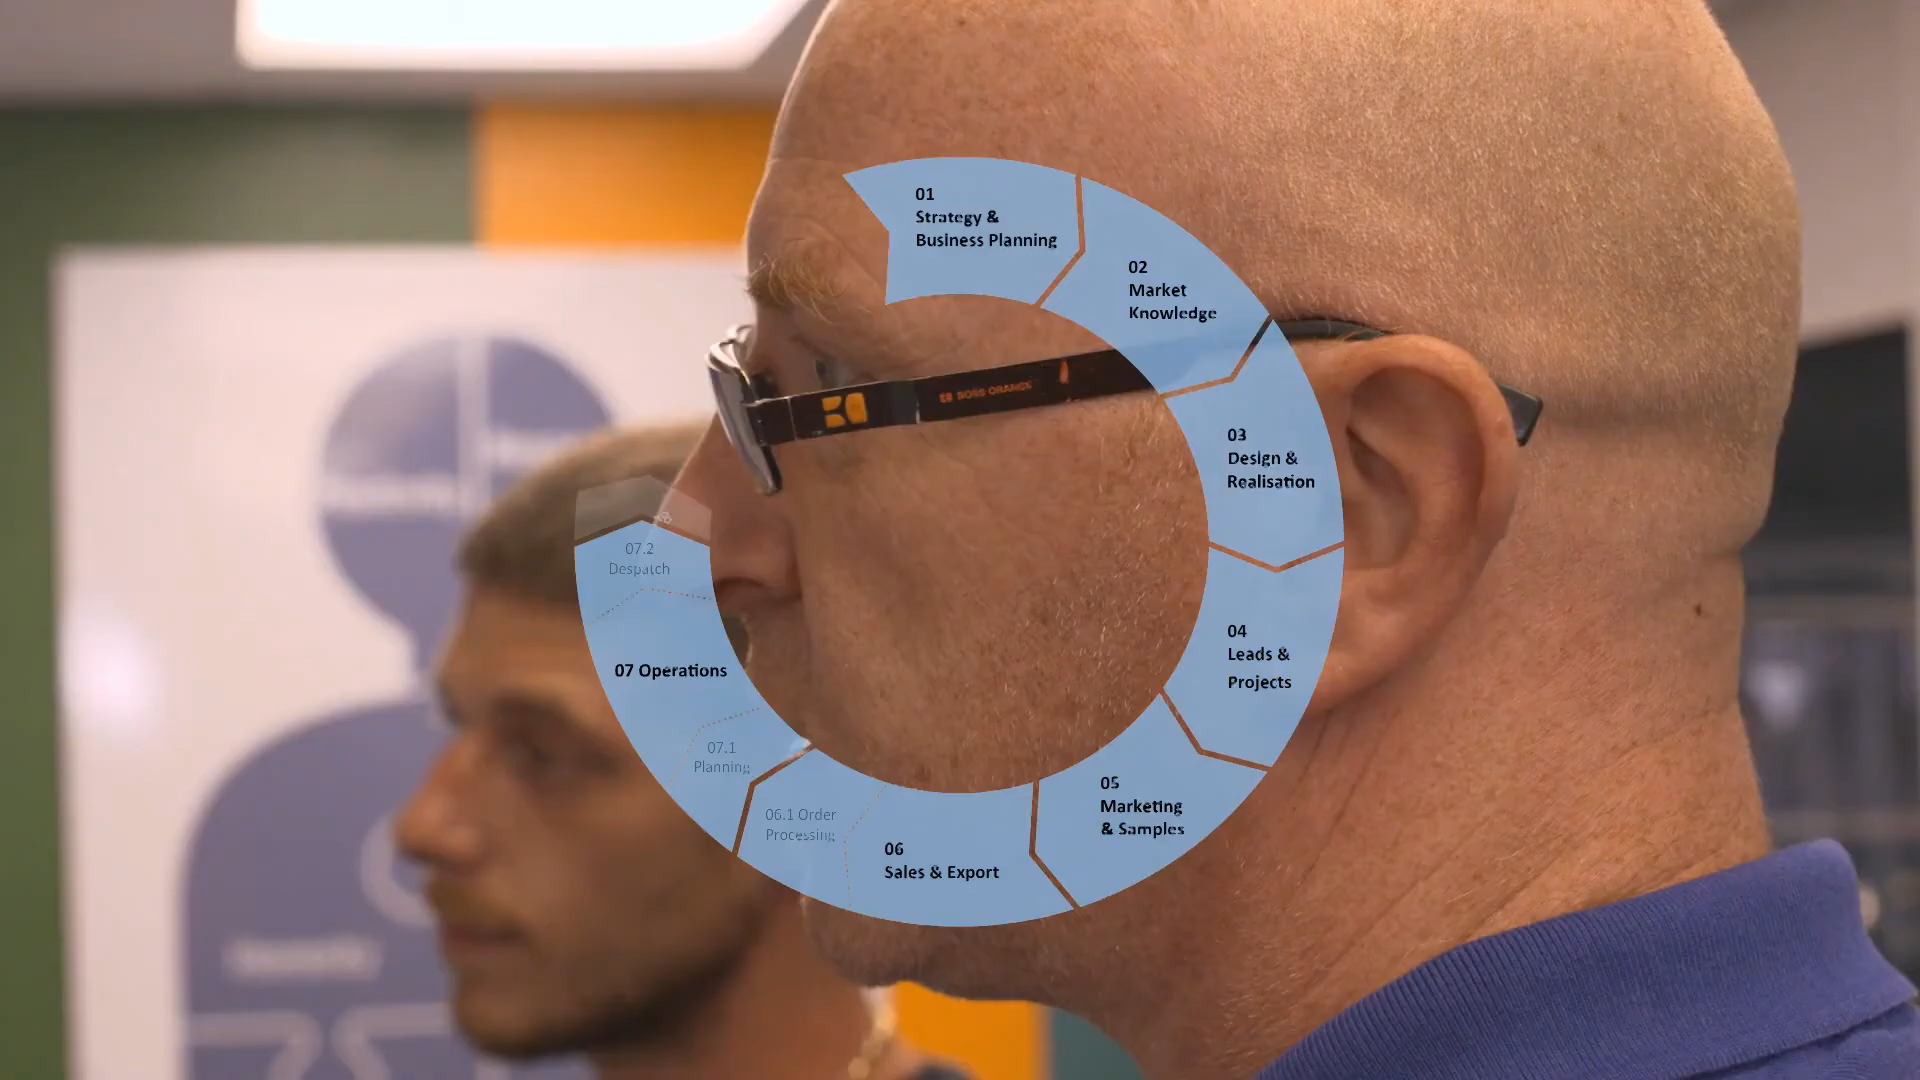 01
Strategy &
Business Planning
02
Market
Knowledge
BOSS ORANGE
03
Design &
Realisation
04
Leads &
Projects
05
Marketing
& Samples
06
Sales & Export
06.1 Order
Processing
07.1
Planning
07 Operations
07.2
Despatch